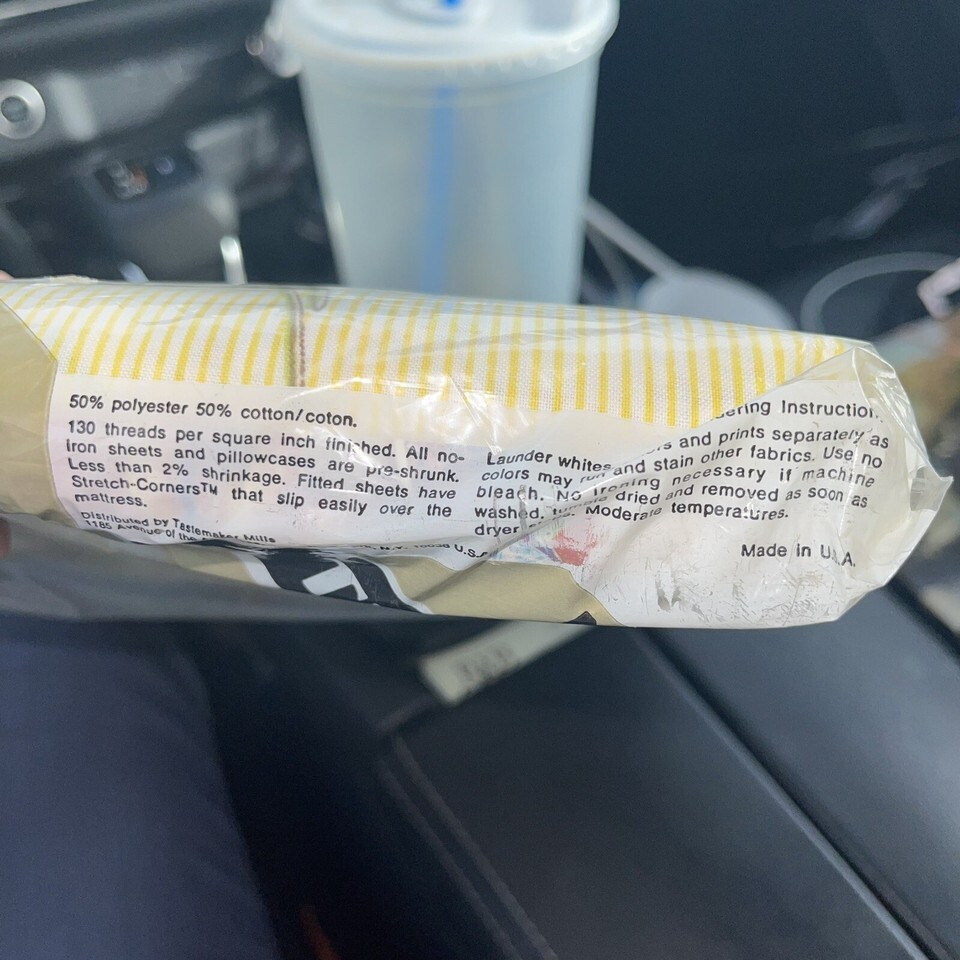 50% polyester 50% cotton/coton.
130 threads per square inch finished. All no-
iron sheets and pillowcases are pre-shrunk.
Less than 2% shrinkage. Fitted sheets have
Stretch-Corners™ that slip easily over the
mattress.
Distributed by Tastemaker Mills
1185 Avenue of the
N.Y. 10036 U.S.A.
Instruction
Launder whites and prints separately as
colors may run and stain other fabrics. Use no
bleach. No ironing necessary if machine
washed, dried and removed as soon as
dryer Moderate temperatures.
Made in U.S.A.